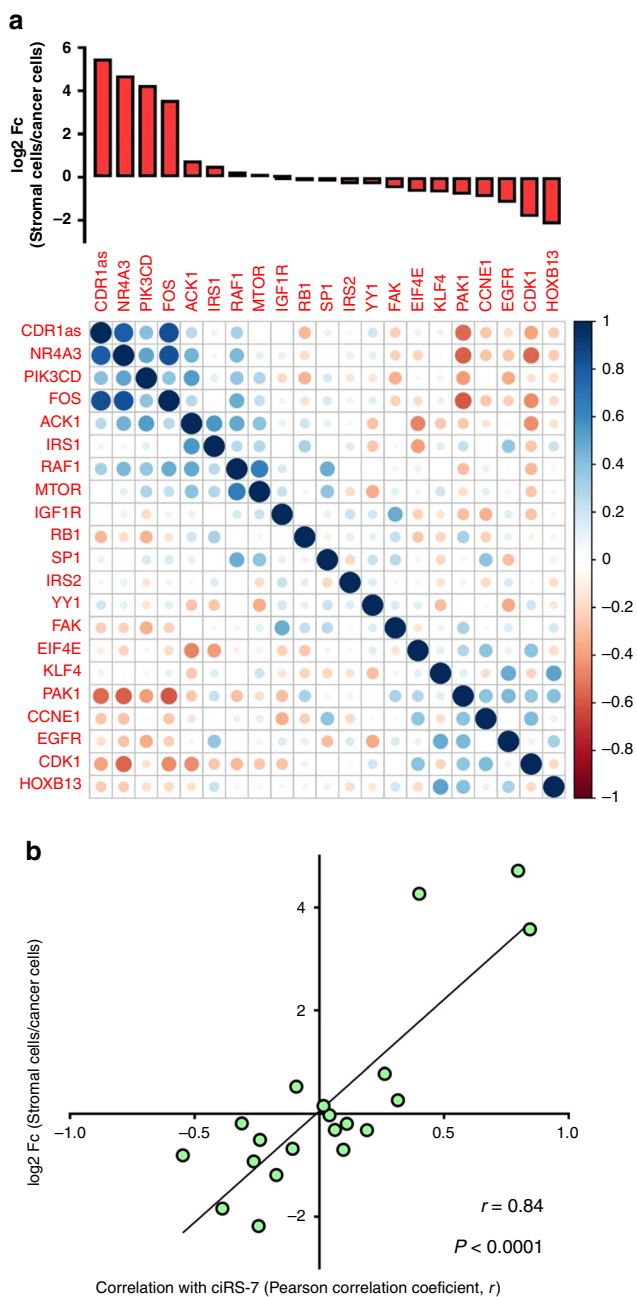 a
log2 Fc
(Stromal cells/cancer cells)
6
4
2
0
−2
CDR1as
NR4A3
PIK3CD
FOS
ACK1
IRS1
RAF1
MTOR
IGF1R
RB1
SP1
IRS2
YY1
FAK
EIF4E
KLF4
PAK1
CCNE1
EGFR
CDK1
HOXB13
CDR1as
NR4A3
PIK3CD
FOS
ACK1
IRS1
RAF1
MTOR
IGF1R
RB1
SP1
IRS2
YY1
FAK
EIF4E
KLF4
PAK1
CCNE1
EGFR
CDK1
HOXB13
1
0.8
0.6
0.4
0.2
0
−0.2
−0.4
−0.6
−0.8
−1
b
log2 Fc (Stromal cells/cancer cells)
4
2
−2
−1.0
−0.5
0.5
1.0
r = 0.84
P < 0.0001
Correlation with ciRS-7 (Pearson correlation coeficient, r)